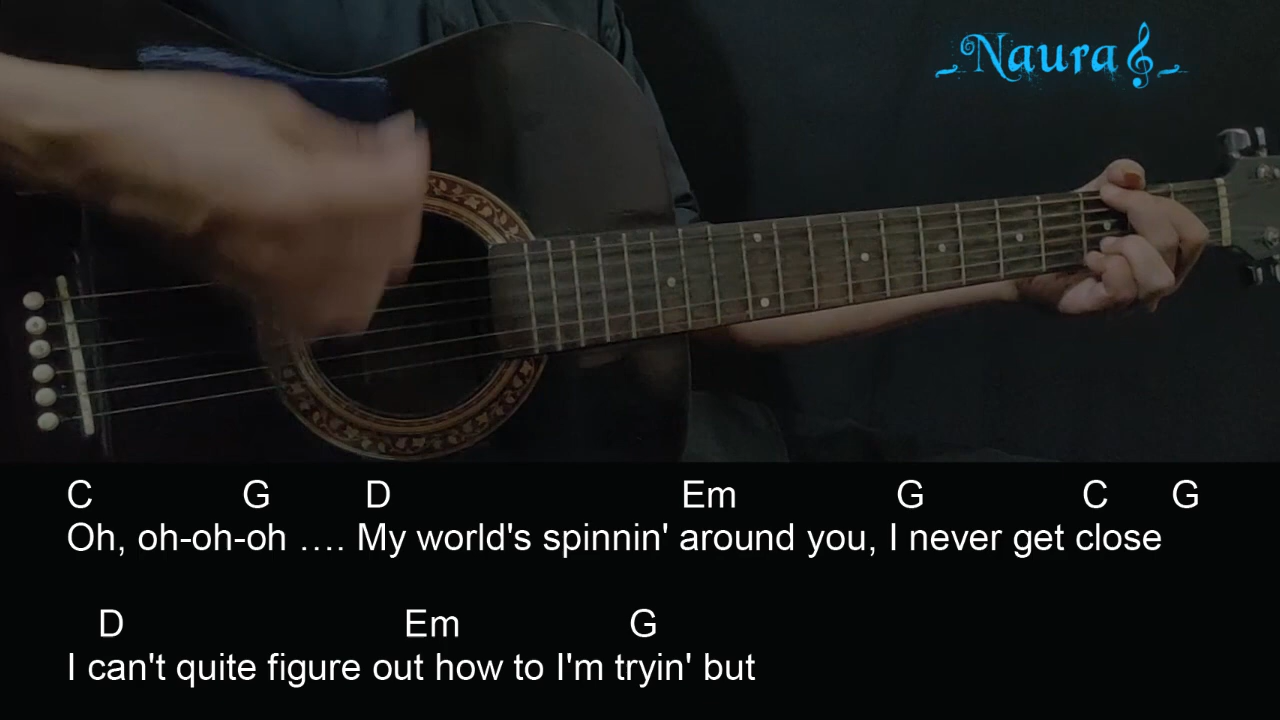 Naura
C G D Em G C G
Oh, oh-oh-oh …. My world's spinnin' around you, I never get close
D Em G
I can't quite figure out how to I'm tryin' but